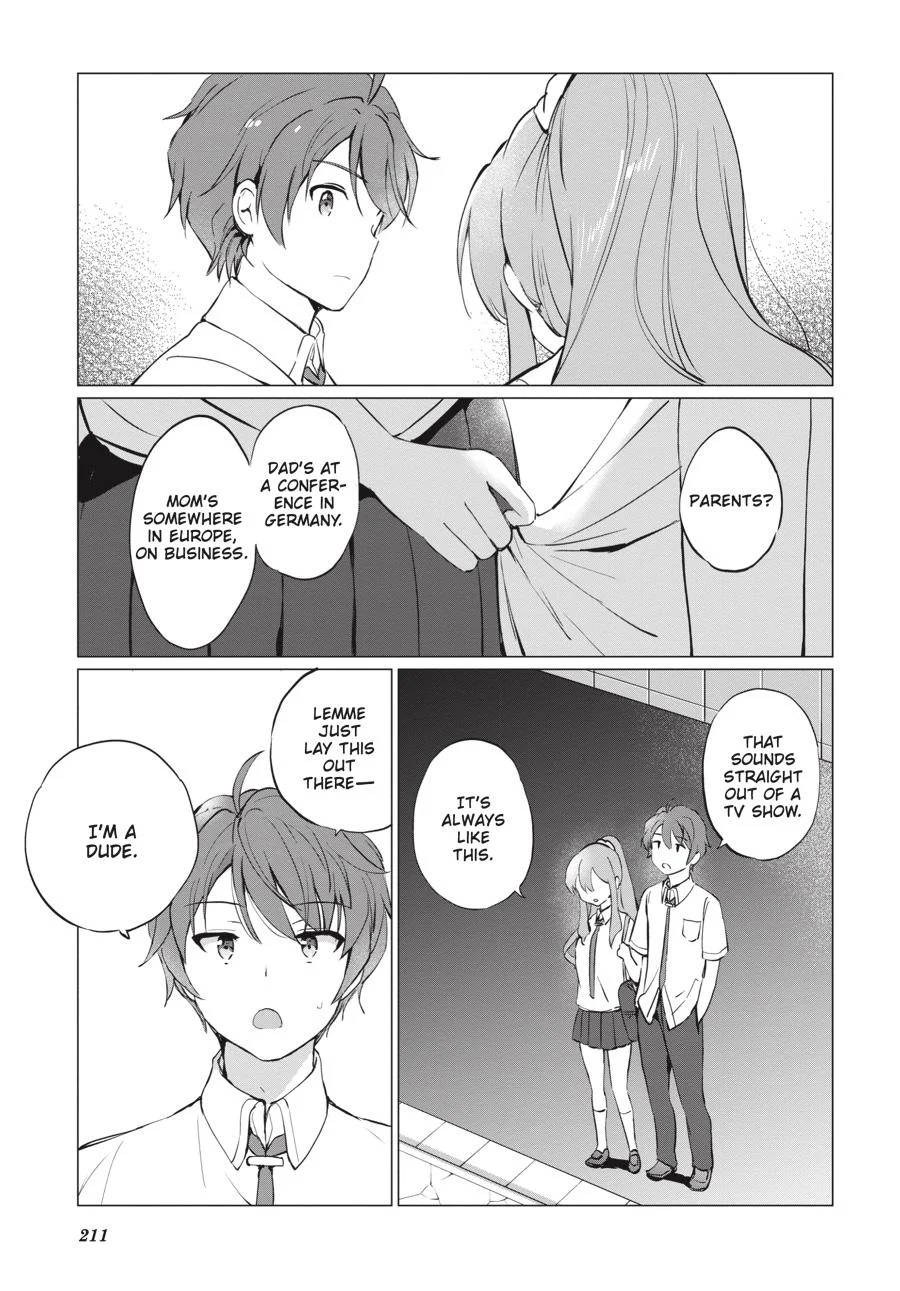 PARENTS?
DAD'S AT
A CONFER-
ENCE IN
GERMANY.
MOM'S
SOMEWHERE
IN EUROPE,
ON BUSINESS.
THAT
SOUNDS
STRAIGHT
OUT OF A
TV SHOW.
IT'S
ALWAYS
LIKE
THIS.
LEMME
JUST
LAY THIS
OUT
THERE—
I'M A
DUDE.
211